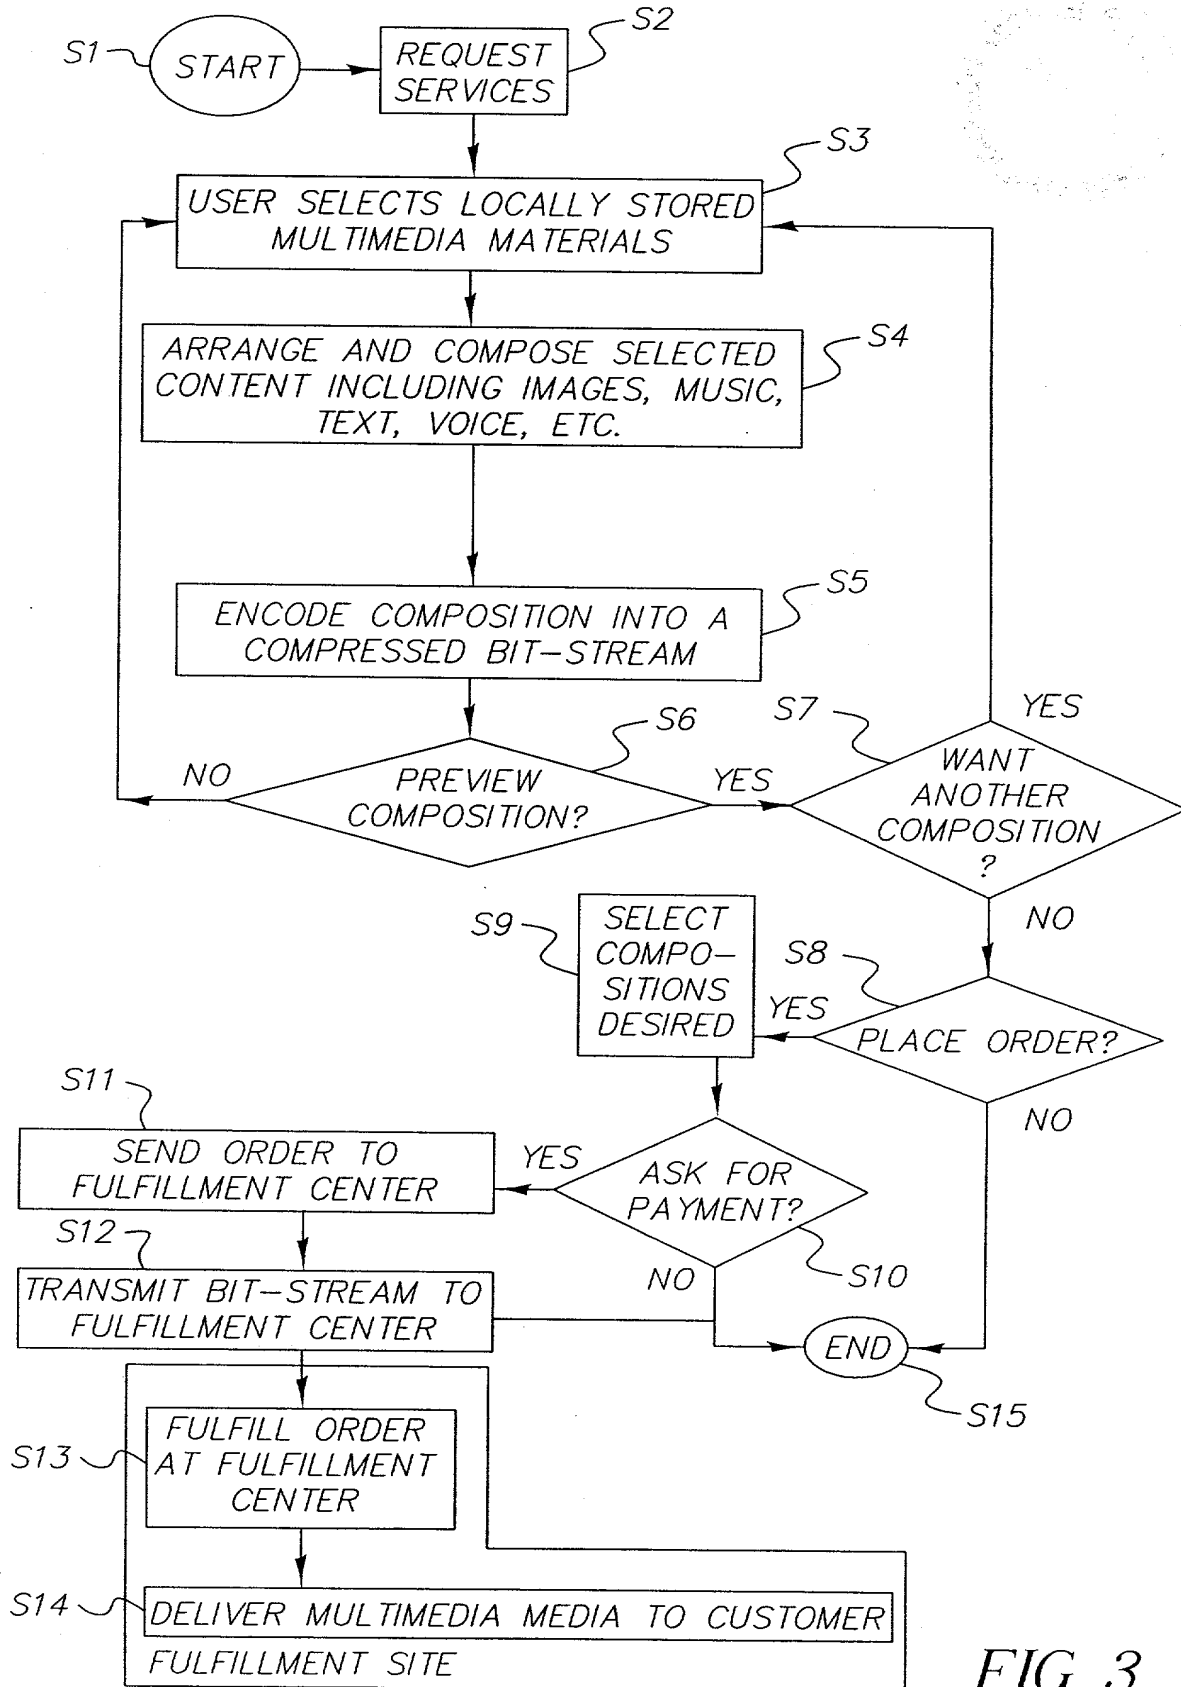 S1
START
REQUEST
SERVICES
S2
S3
USER SELECTS LOCALLY STORED
MULTIMEDIA MATERIALS
S4
ARRANGE AND COMPOSE SELECTED
CONTENT INCLUDING IMAGES, MUSIC,
TEXT, VOICE, ETC.
S5
ENCODE COMPOSITION INTO A
COMPRESSED BIT-STREAM
S6
NO
PREVIEW
COMPOSITION?
YES
S7
YES
WANT
ANOTHER
COMPOSITION
?
NO
S9
SELECT
COMPO-
SITIONS
DESIRED
S8
YES
PLACE ORDER?
NO
S11
SEND ORDER TO
FULFILLMENT CENTER
YES
ASK FOR
PAYMENT?
S10
NO
S12
TRANSMIT BIT-STREAM TO
FULFILLMENT CENTER
END
S15
S13
FULFILL ORDER
AT FULFILLMENT
CENTER
S14
DELIVER MULTIMEDIA MEDIA TO CUSTOMER
FULFILLMENT SITE
FIG. 3